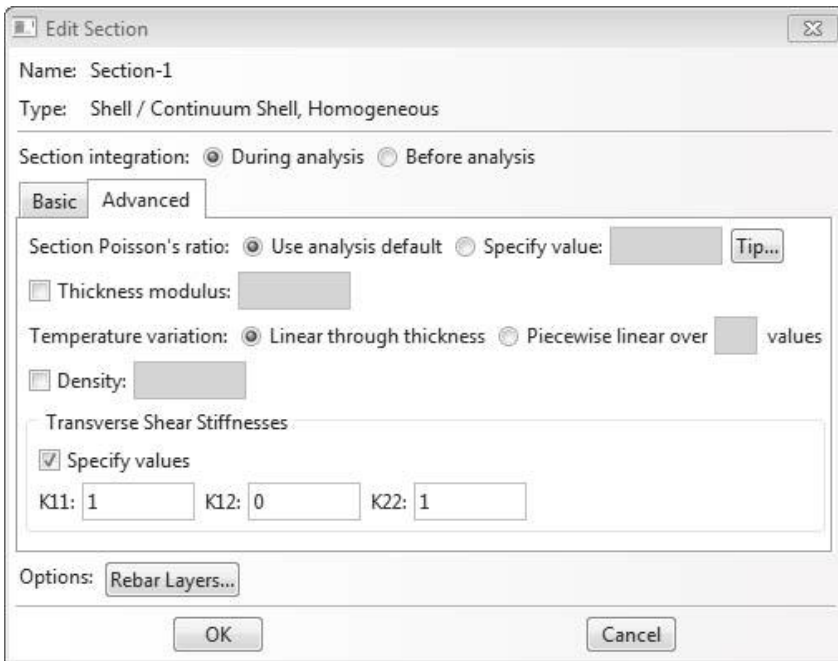 Edit Section
Name: Section-1
Type: Shell / Continuum Shell, Homogeneous
Section integration: During analysis Before analysis
Basic Advanced
Section Poisson's ratio: Use analysis default Specify value: Tip...
Thickness modulus:
Temperature variation: Linear through thickness Piecewise linear over values
Density:
Transverse Shear Stiffnesses
Specify values
K11: 1 K12: 0 K22: 1
Options: Rebar Layers...
OK Cancel